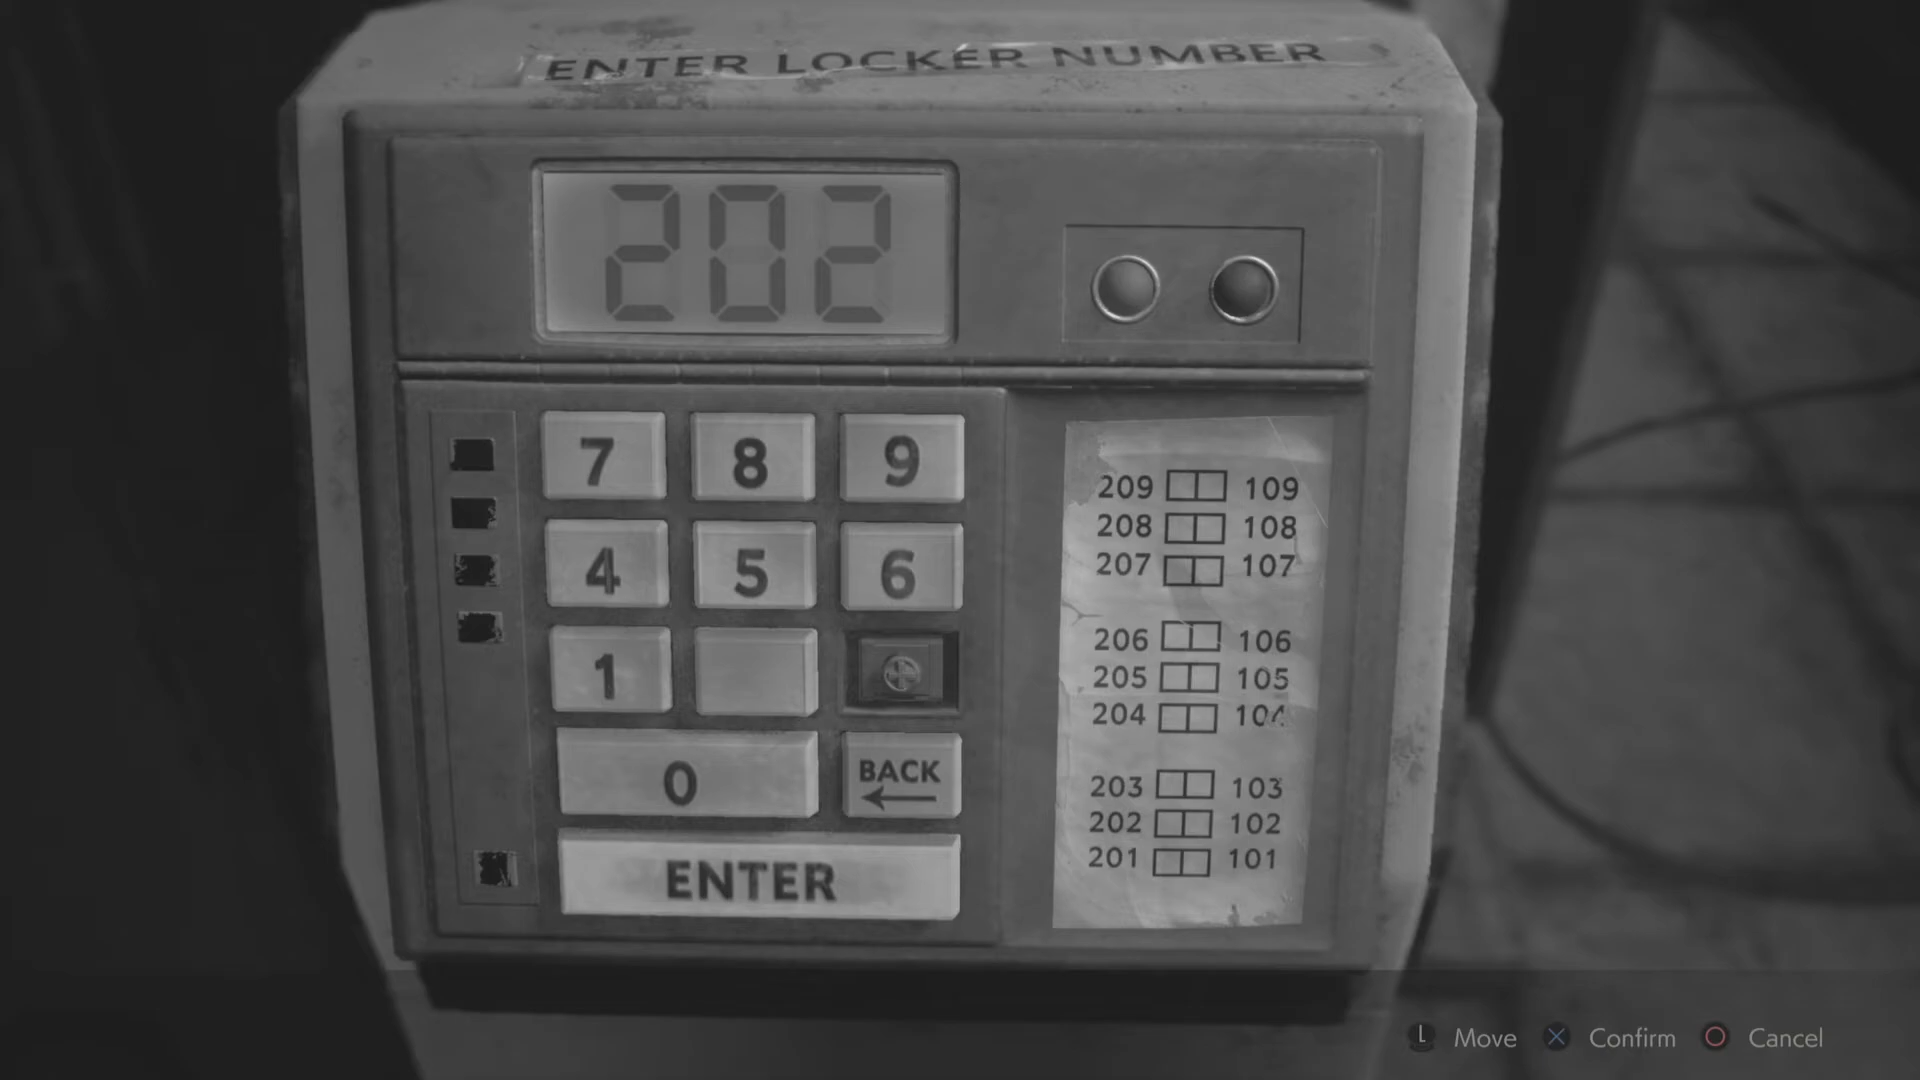 ENTER LOCKER NUMBER
202
7 8 9
4 5 6
1
0 BACK
ENTER
209 109
208 108
207 107
206 106
205 105
204 104
203 103
202 102
201 101
L Move Confirm Cancel